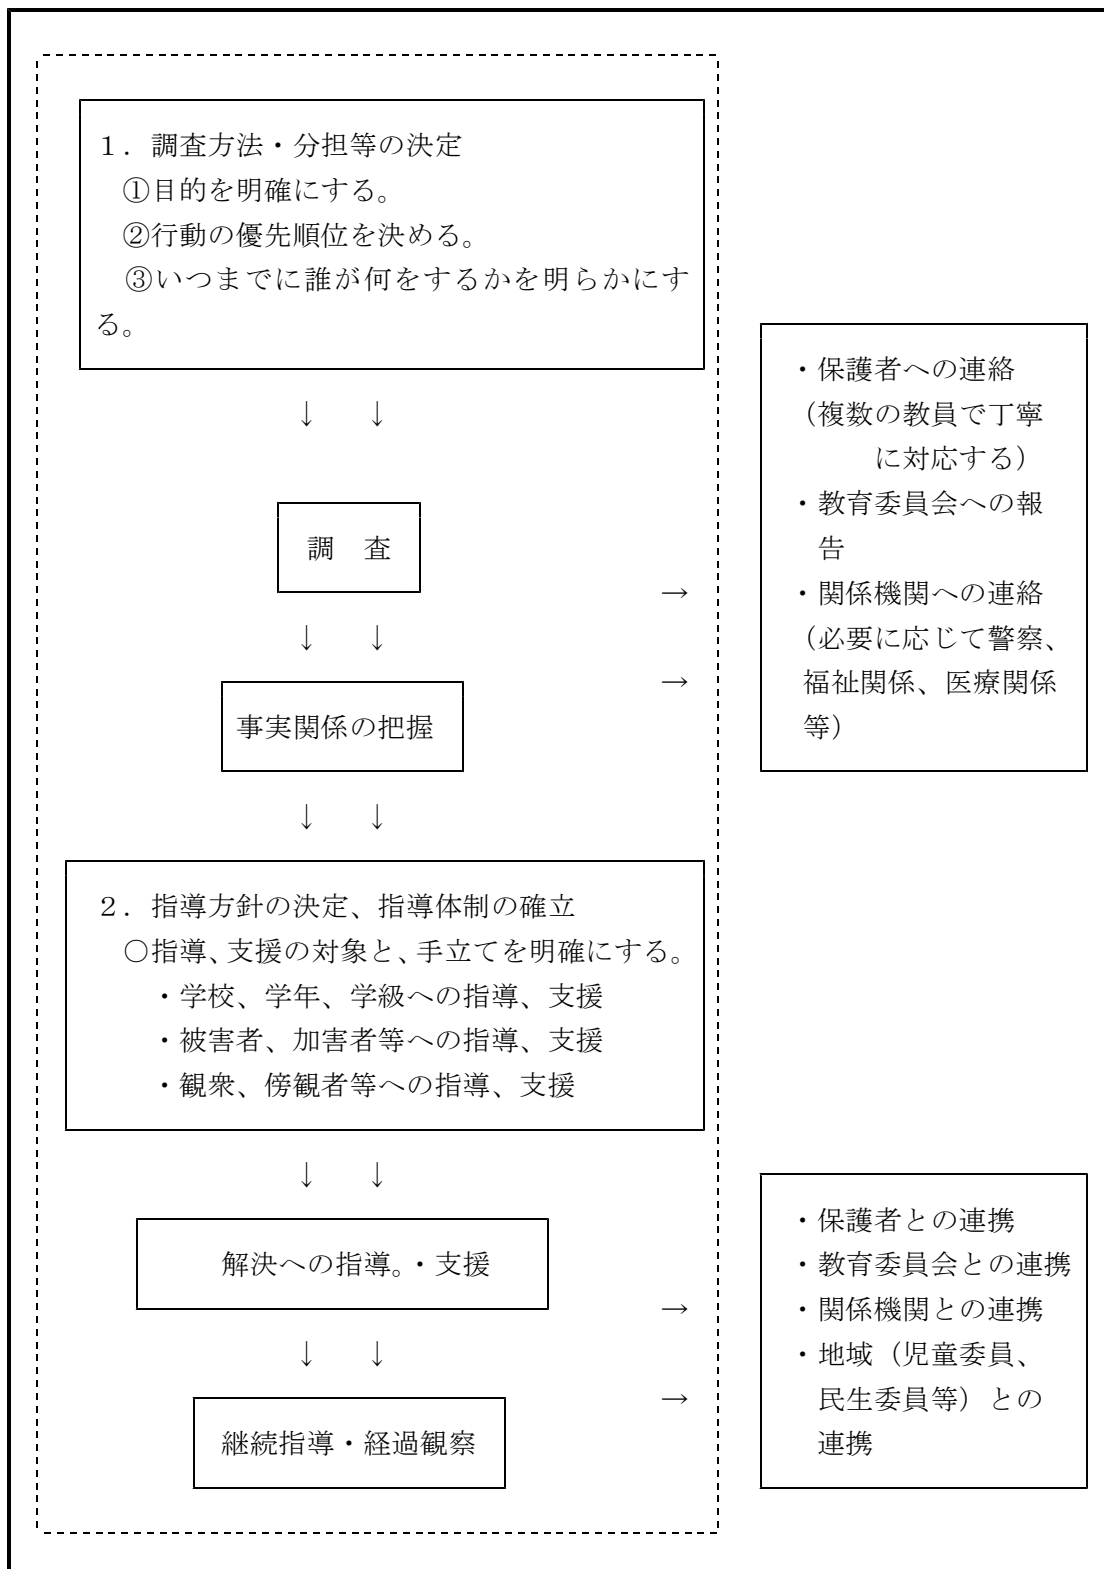 １．調査方法・分担等の決定
①目的を明確にする。
②行動の優先順位を決める。
③いつまでに誰が何をするかを明らかにす
る。
↓　↓
調　査
→
↓　↓
→
事実関係の把握
↓　↓
・保護者への連絡
（複数の教員で丁寧
に対応する）
・教育委員会への報
告
・関係機関への連絡
（必要に応じて警察、
福祉関係、医療関係
等）
２．指導方針の決定、指導体制の確立
○指導、支援の対象と、手立てを明確にする。
・学校、学年、学級への指導、支援
・被害者、加害者等への指導、支援
・観衆、傍観者等への指導、支援
↓　↓
解決への指導。・支援
→
↓　↓
→
継続指導・経過観察
・保護者との連携
・教育委員会との連携
・関係機関との連携
・地域（児童委員、
民生委員等）との
連携